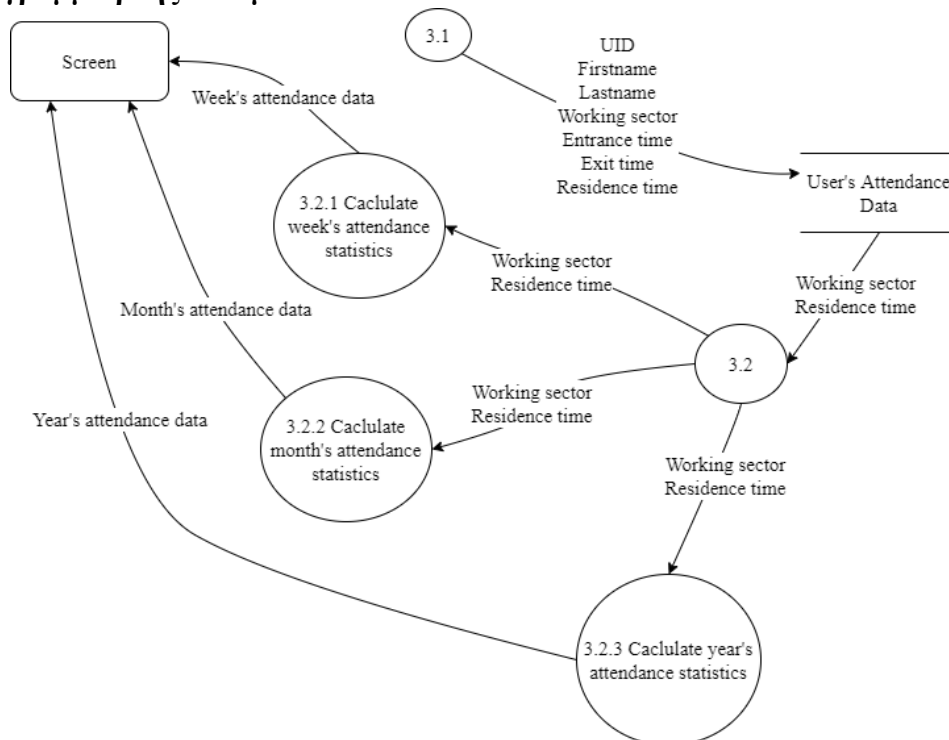 Screen
3.1
UID
Firstname
Lastname
Working sector
Entrance time
Exit time
Residence time
Week's attendance data
User's Attendance
Data
3.2.1 Caclulate
week's attendance
statistics
Working sector
Residence time
Working sector
Residence time
Month's attendance data
3.2
Working sector
Residence time
Year's attendance data
3.2.2 Caclulate
month's attendance
statistics
Working sector
Residence time
3.2.3 Caclulate year's
attendance statistics